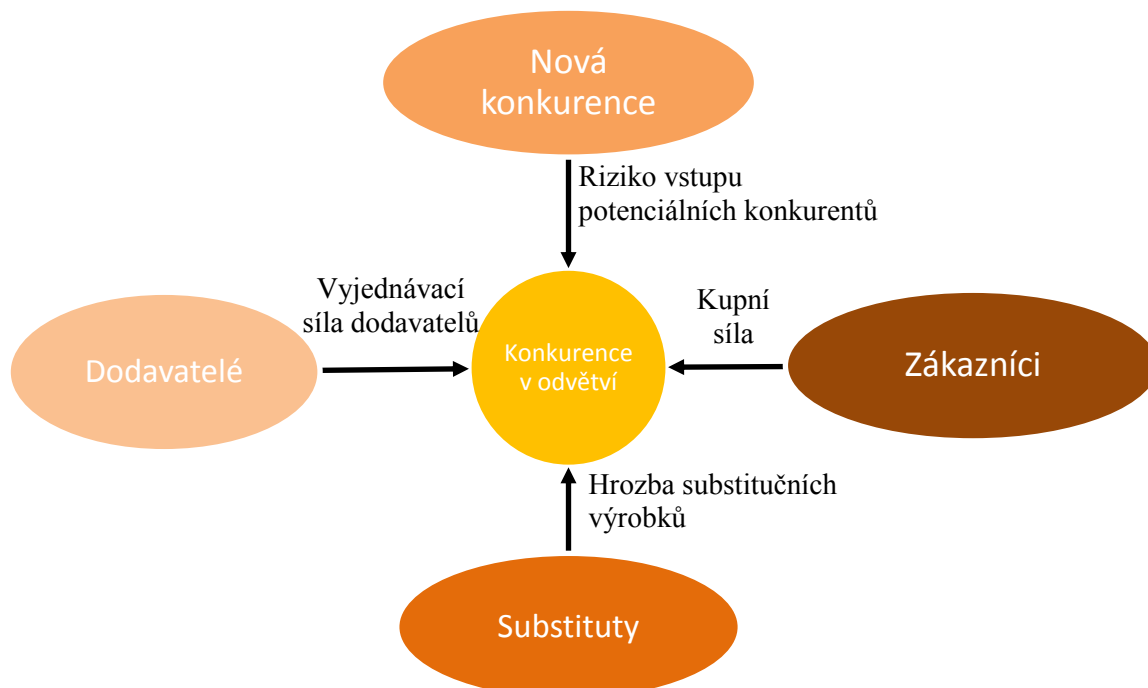 Nová
konkurence
Riziko vstupu
potenciálních konkurentů
Vyjednávací
síla dodavatelů
Kupní
síla
Dodavatelé
Konkurence
v odvětví
Zákazníci
Hrozba substitučních
výrobků
Substituty